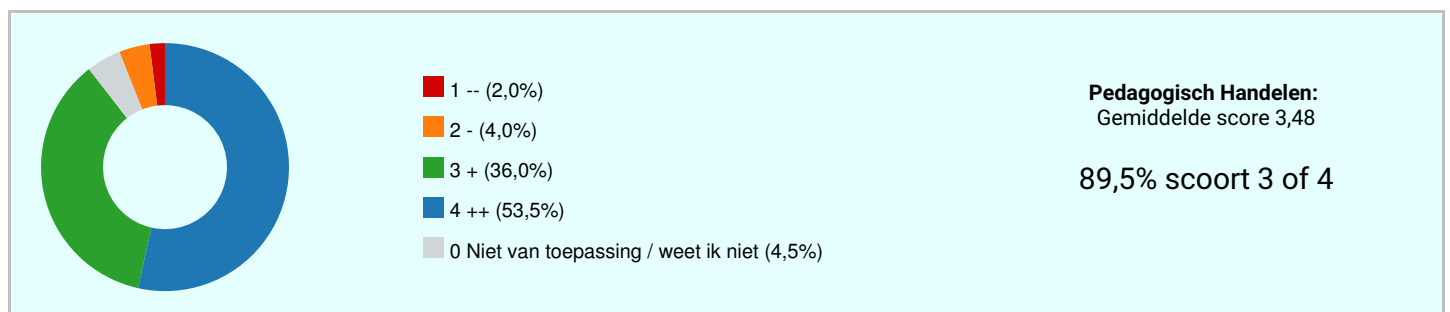 1 -- (2,0%)
2 - (4,0%)
3 + (36,0%)
4 ++ (53,5%)
0 Niet van toepassing / weet ik niet (4,5%)
Pedagogisch Handelen:
Gemiddelde score 3,48
89,5% scoort 3 of 4